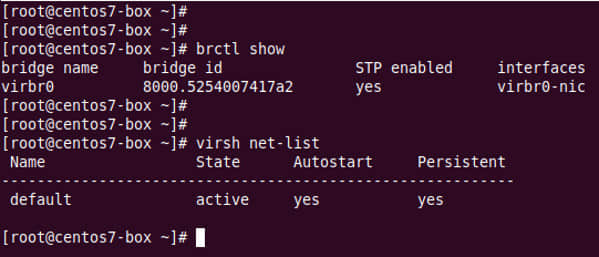 [root@centos7-box ~]#
[root@centos7-box ~]#
[root@centos7-box ~]# brctl show
bridge name     bridge id               STP enabled     interfaces
virbr0          8000.5254007417a2       yes             virbr0-nic
[root@centos7-box ~]#
[root@centos7-box ~]#
[root@centos7-box ~]# virsh net-list
 Name                 State      Autostart     Persistent
----------------------------------------------------------
 default              active     yes           yes
[root@centos7-box ~]#